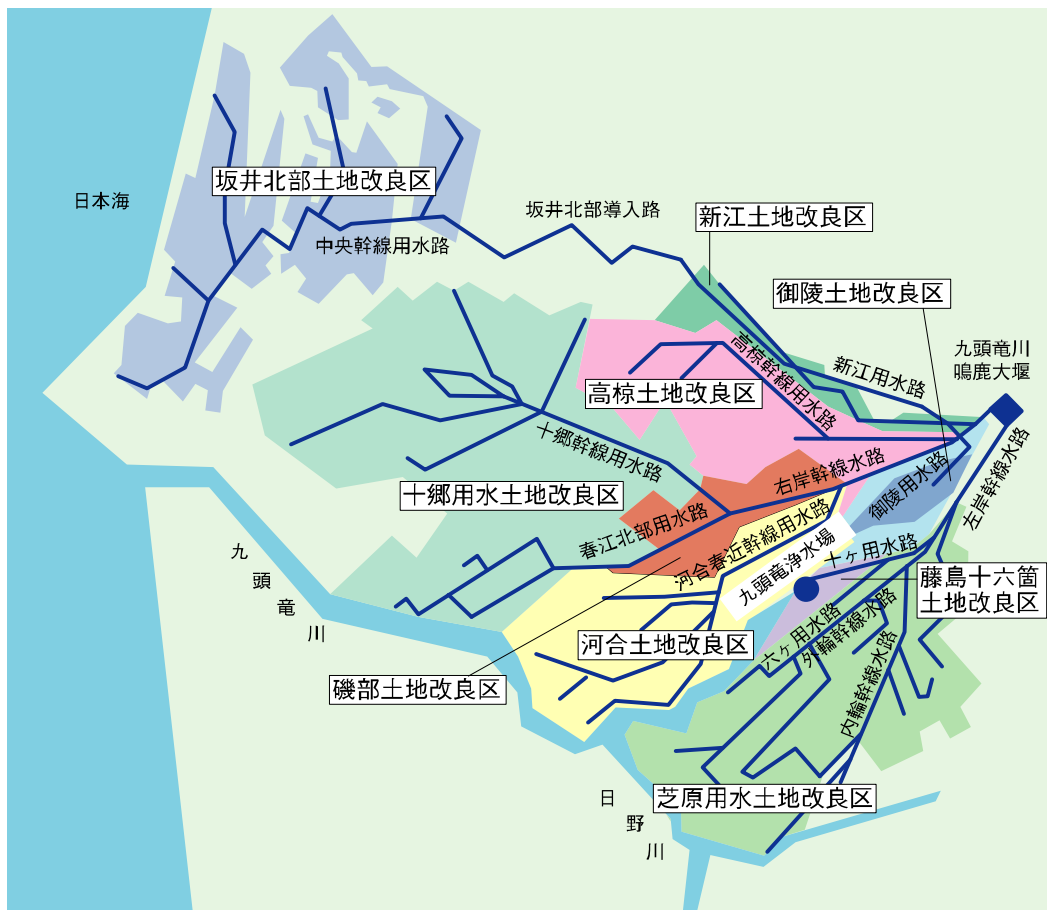 日本海
坂井北部土地改良区
中央幹線用水路
坂井北部導入路
新江土地改良区
御陵土地改良区
九頭竜川
鳴鹿大堰
新江用水路
高椋幹線用水路
高椋土地改良区
十郷幹線用水路
右岸幹線水路
御陵用水路
左岸幹線水路
十郷用水土地改良区
春江北部用水路
河合春近幹線用水路
九頭竜浄水場
十ヶ用水路
藤島十六箇
土地改良区
九頭竜川
河合土地改良区
六ヶ用水路
外輪幹線水路
内輪幹線水路
磯部土地改良区
芝原用水土地改良区
日野川